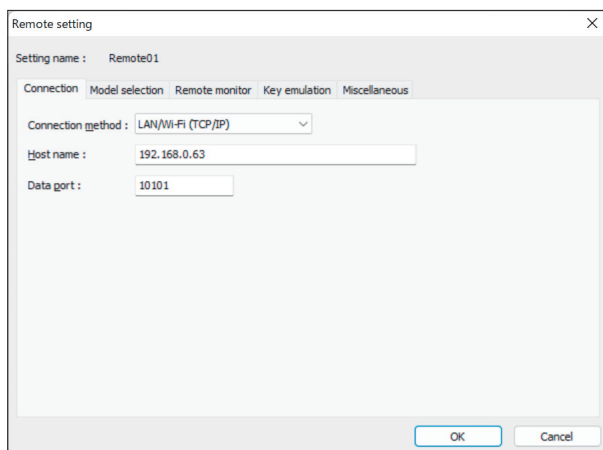 Remote setting
Setting name : Remote01
Connection Model selection Remote monitor Key emulation Miscellaneous
Connection method : LAN/Wi-Fi (TCP/IP)
Host name : 192.168.0.63
Data port : 10101
OK Cancel